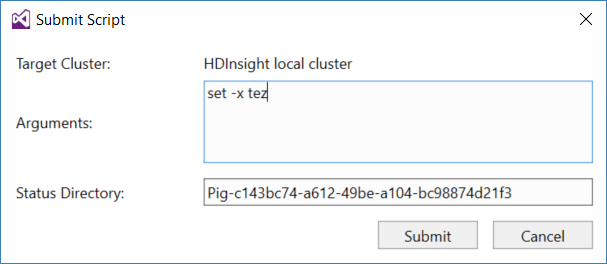 Submit Script
Target Cluster: HDInsight local cluster
set -x tez
Arguments:
Status Directory: Pig-c143bc74-a612-49be-a104-bc98874d21f3
Submit Cancel